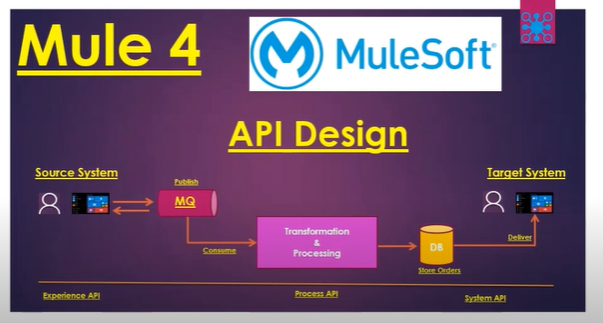 Mule 4
MuleSoft®
API Design
Source System
Target System
Publish
MQ
Consume
Transformation
&
Processing
DB
Store Orders
Deliver
Experience API
Process API
System API